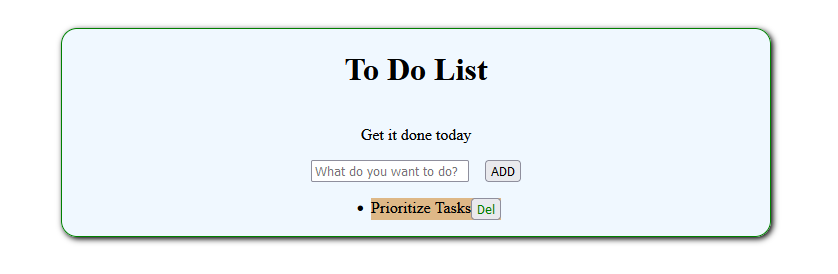 To Do List
Get it done today
What do you want to do? ADD
Prioritize Tasks Del